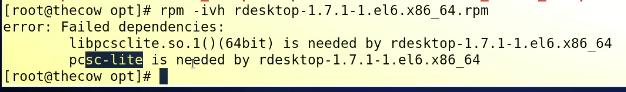 [root@thecow opt]# rpm -ivh rdesktop-1.7.1-1.el6.x86_64.rpm
error: Failed dependencies:
        libpcsclite.so.1()(64bit) is needed by rdesktop-1.7.1-1.el6.x86_64
        pcsc-lite is needed by rdesktop-1.7.1-1.el6.x86_64
[root@thecow opt]#